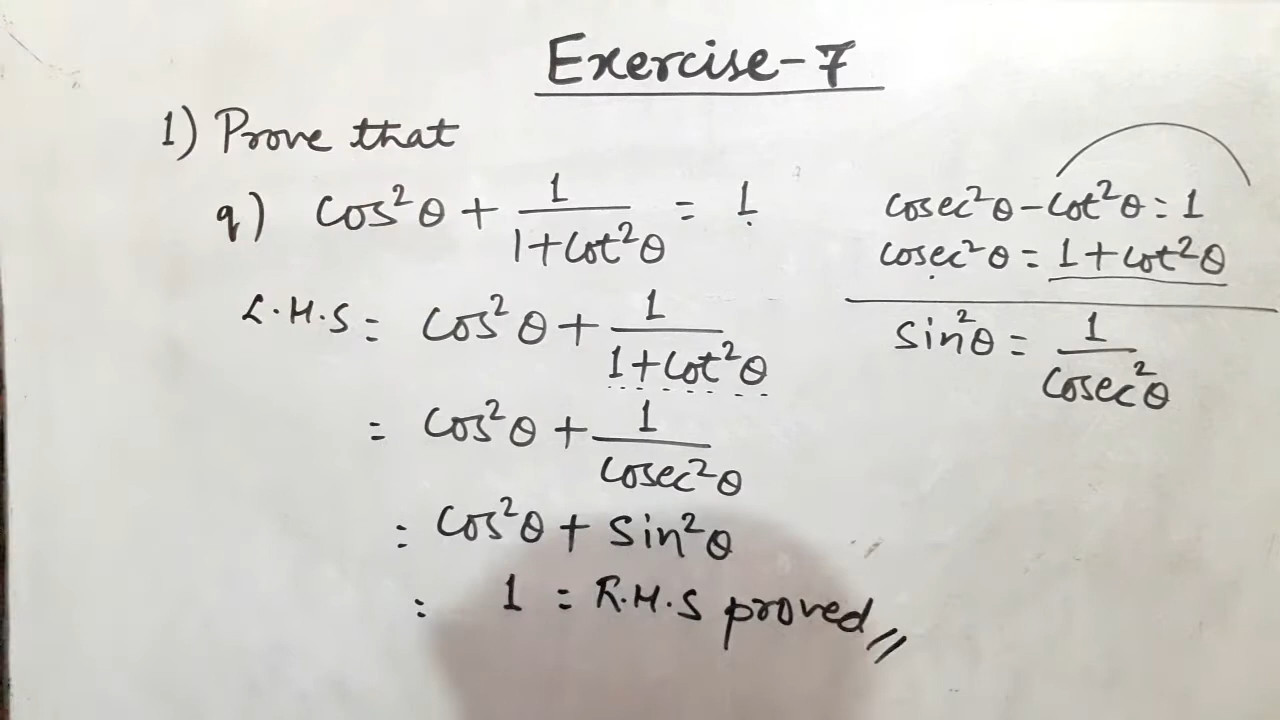 Exercise-7
1) Prove that
q) cos²θ + 1/(1+cot²θ) = 1
L.H.S = cos²θ + 1/(1+cot²θ)
= cos²θ + 1/cosec²θ
= cos²θ + sin²θ
= 1 = R.H.S proved//
cosec²θ - cot²θ = 1
cosec²θ = 1+cot²θ
sin²θ = 1/cosec²θ